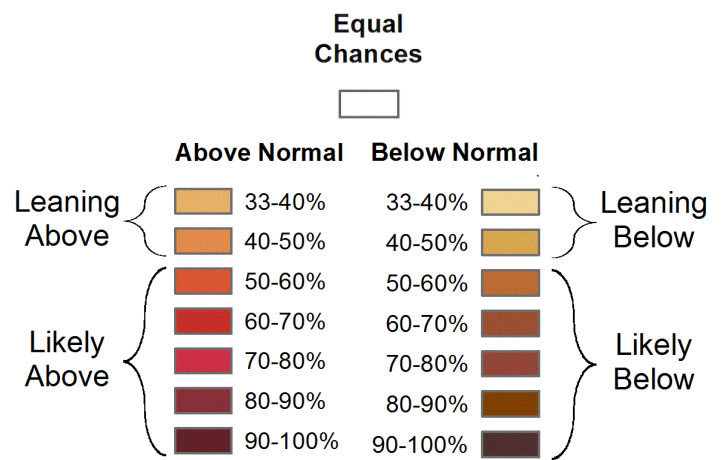 Equal
Chances
Above Normal Below Normal
Leaning
Above
33-40% 33-40%
40-50% 40-50%
Leaning
Below
Likely
Above
50-60% 50-60%
60-70% 60-70%
70-80% 70-80%
80-90% 80-90%
90-100% 90-100%
Likely
Below